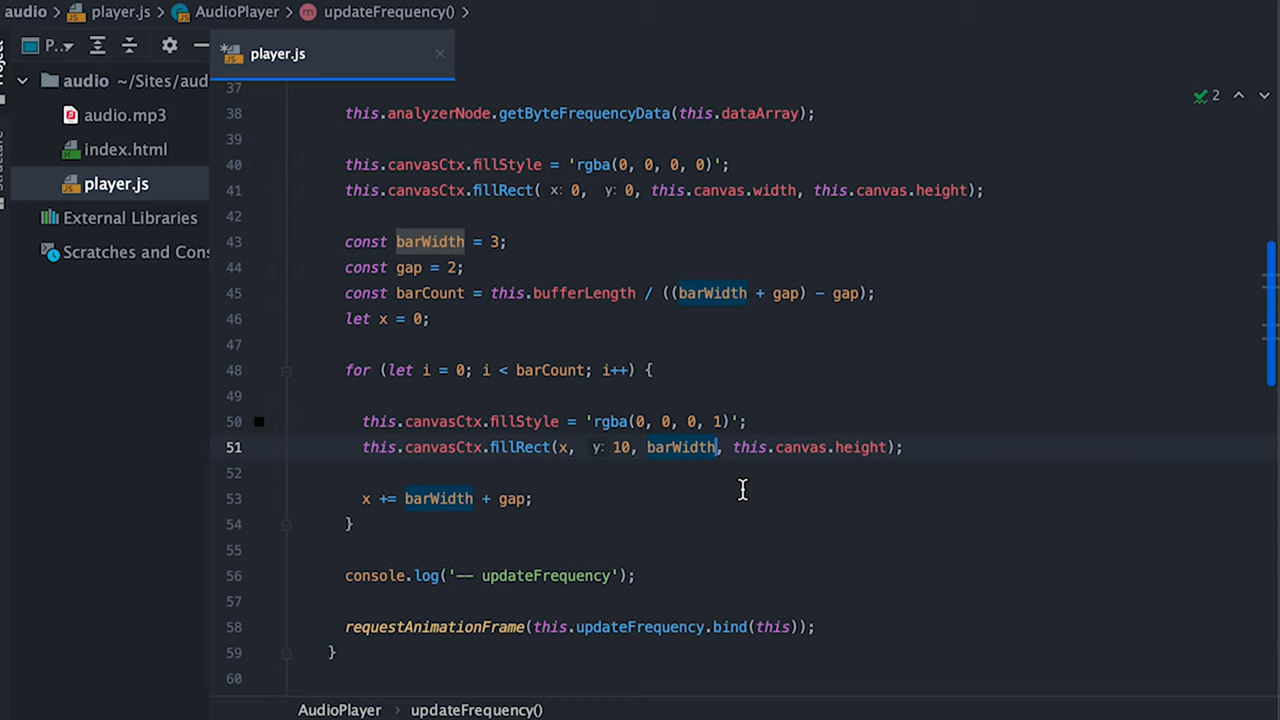 audio > player.js > AudioPlayer > updateFrequency() >
Project
P..
player.js
audio ~/Sites/aud
audio.mp3
index.html
player.js
External Libraries
Scratches and Cons
Structure
2
37
38 this.analyzerNode.getByteFrequencyData(this.dataArray);
39
40 this.canvasCtx.fillStyle = 'rgba(0, 0, 0, 0)';
41 this.canvasCtx.fillRect( x: 0, y: 0, this.canvas.width, this.canvas.height);
42
43 const barWidth = 3;
44 const gap = 2;
45 const barCount = this.bufferLength / ((barWidth + gap) - gap);
46 let x = 0;
47
48 for (let i = 0; i < barCount; i++) {
49
50 this.canvasCtx.fillStyle = 'rgba(0, 0, 0, 1)';
51 this.canvasCtx.fillRect(x, y: 10, barWidth, this.canvas.height);
52
53 x += barWidth + gap;
54 }
55
56 console.log('-- updateFrequency');
57
58 requestAnimationFrame(this.updateFrequency.bind(this));
59 }
60
AudioPlayer > updateFrequency()